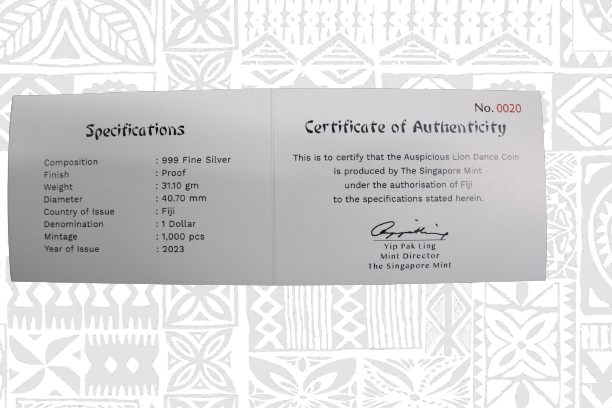 Specifications
Composition : 999 Fine Silver
Finish : Proof
Weight : 31.10 gm
Diameter : 40.70 mm
Country of Issue : Fiji
Denomination : 1 Dollar
Mintage : 1,000 pcs
Year of Issue : 2023
No. 0020
Certificate of Authenticity
This is to certify that the Auspicious Lion Dance Coin
is produced by The Singapore Mint
under the authorisation of Fiji
to the specifications stated herein.
Yip Pak Ling
Mint Director
The Singapore Mint